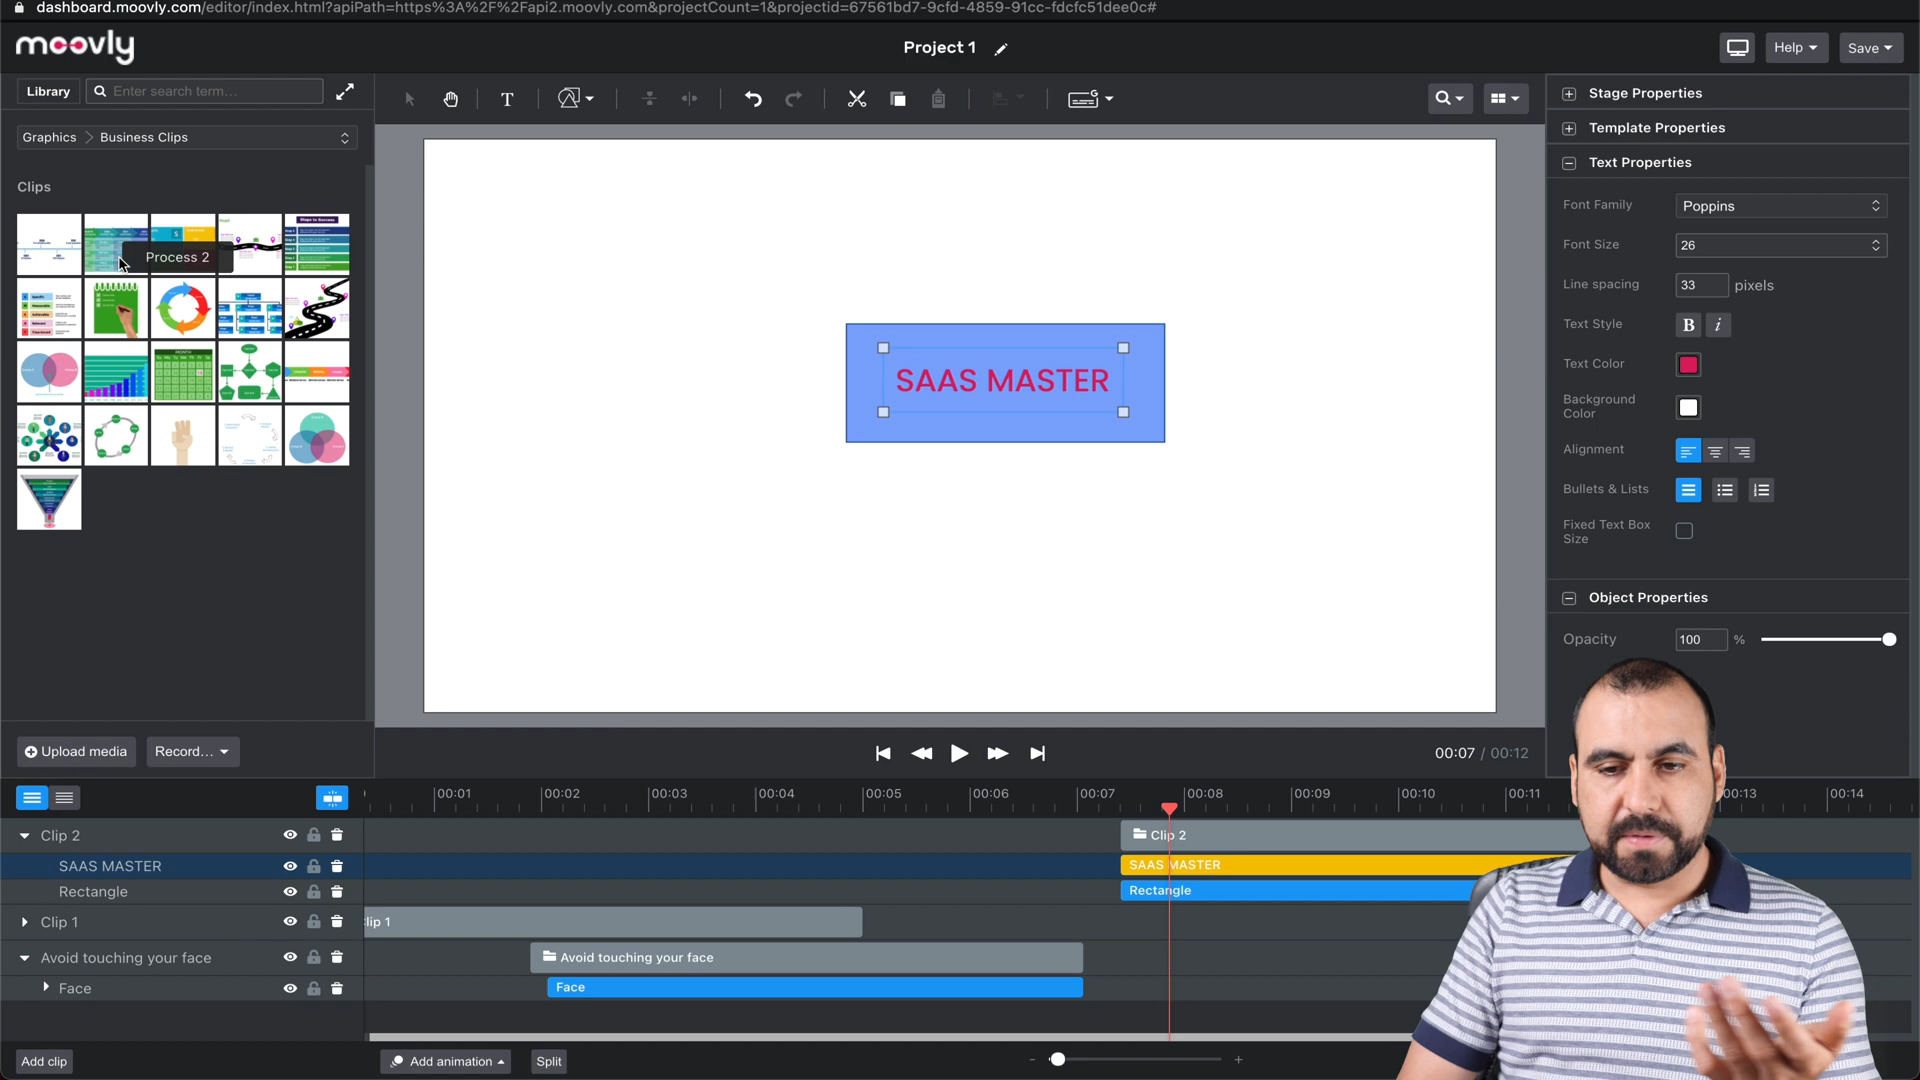 dashboard.moovly.com/editor/index.html?apiPath=https%3A%2F%2Fapi2.moovly.com&projectCount=1&projectid=67561bd7-9cfd-4859-91cc-fdcfc51dee0c#
moovly
Project 1
Help
Save
Library
Enter search term...
T
Stage Properties
Graphics
Business Clips
Template Properties
Clips
Text Properties
Process 2
Steps to Success
MONTH
Font Family
Poppins
Font Size
26
Line spacing
33
pixels
Text Style
B
i
Text Color
Background
Color
Alignment
Bullets & Lists
Fixed Text Box
Size
SAAS MASTER
Object Properties
Opacity
100
%
Upload media
Record...
00:07 / 00:12
00:01
00:02
00:03
00:04
00:05
00:06
00:07
00:08
00:09
00:10
00:11
00:13
00:14
Clip 2
Clip 2
SAAS MASTER
SAAS MASTER
Rectangle
Rectangle
Clip 1
lip 1
Avoid touching your face
Avoid touching your face
Face
Face
Add clip
Add animation
Split
- +